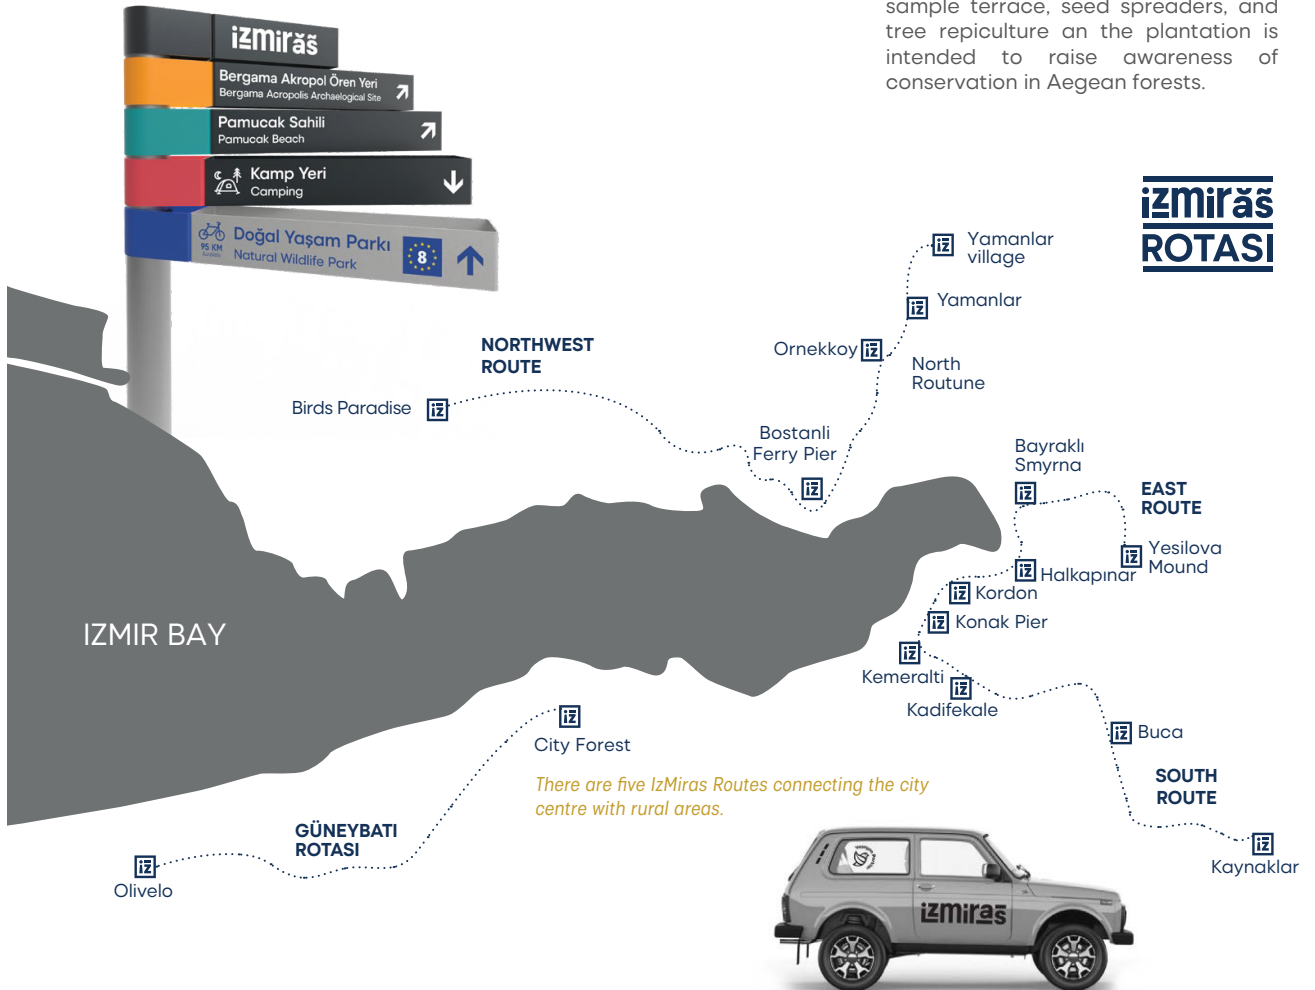 sample terrace, seed spreaders, and
tree repiculture an the plantation is
intended to raise awareness of
conservation in Aegean forests.
izmiras
Bergama Akropol Ören Yeri
Bergama Acropolis Archaelogical Site
Pamucak Sahili
Pamucak Beach
Kamp Yeri
Camping
95 KM
Doğal Yaşam Parkı
Natural Wildlife Park
8
izmiras
ROTASI
Yamanlar
village
Yamanlar
Ornekkoy
North
Routune
NORTHWEST
ROUTE
Birds Paradise
Bostanli
Ferry Pier
Bayraklı
Smyrna
EAST
ROUTE
Yesilova
Mound
Halkapınar
Kordon
Konak Pier
Kemeralti
Kadifekale
IZMIR BAY
Buca
City Forest
There are five IzMiras Routes connecting the city
centre with rural areas.
SOUTH
ROUTE
GÜNEYBATI
ROTASI
Olivelo
Kaynaklar
izmiras